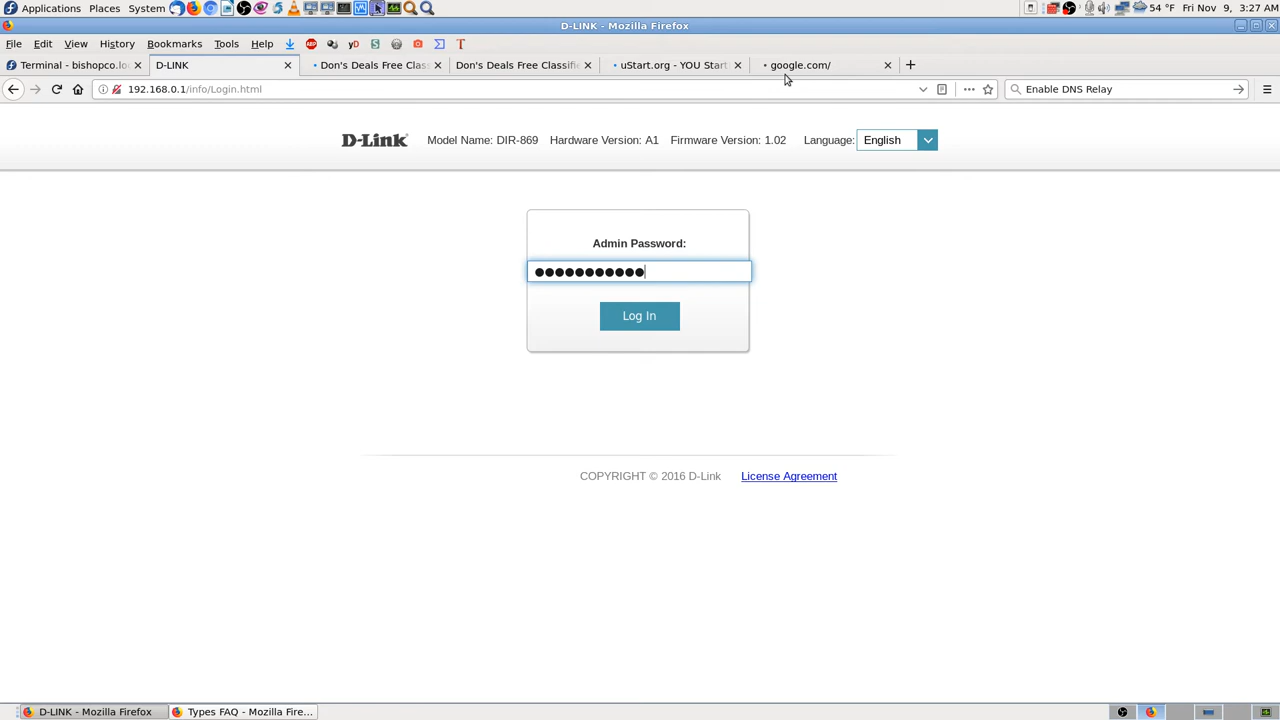 Applications Places System 54 °F Fri Nov 9, 3:27 AM
D-LINK - Mozilla Firefox
File Edit View History Bookmarks Tools Help ABP yD S T
Terminal - bishopco.lo D-LINK Don's Deals Free Clas Don's Deals Free Classifi uStart.org - YOU Start google.com/
192.168.0.1/info/Login.html Enable DNS Relay
D-Link Model Name: DIR-869 Hardware Version: A1 Firmware Version: 1.02 Language: English
Admin Password:
Log In
COPYRIGHT © 2016 D-Link License Agreement
D-LINK - Mozilla Firefox Types FAQ - Mozilla Fire...